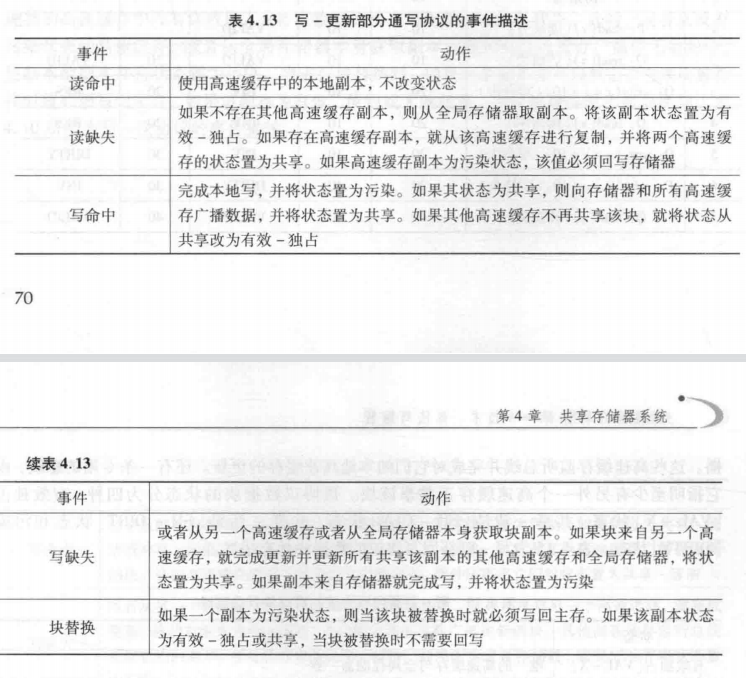 表 4.13 写-更新部分通写协议的事件描述
事件 动作
读命中 使用高速缓存中的本地副本，不改变状态
如果不存在其他高速缓存副本，则从全局存储器取副本。将该副本状态置为有
读缺失 效-独占。如果存在高速缓存副本，就从该高速缓存进行复制，并将两个高速缓
存的状态置为共享。如果高速缓存副本为污染状态，该值必须回写存储器
完成本地写，并将状态置为污染。如果其状态为共享，则向存储器和所有高速缓
写命中 存广播数据，并将状态置为共享。如果其他高速缓存不再共享该块，就将状态从
共享改为有效-独占
70
第 4 章 共享存储器系统
续表 4.13
事件 动作
或者从另一个高速缓存或者从全局存储器本身获取块副本。如果块来自另一个高
写缺失 速缓存，就完成更新并更新所有共享该块的其他高速缓存和全局存储器，将状
态置为共享。如果副本来自存储器就完成写，并将状态置为污染
块替换 如果一个副本为污染状态，则当该块被替换时就必须写回主存。如果该副本状态
为有效-独占或共享，当块被替换时不需要回写